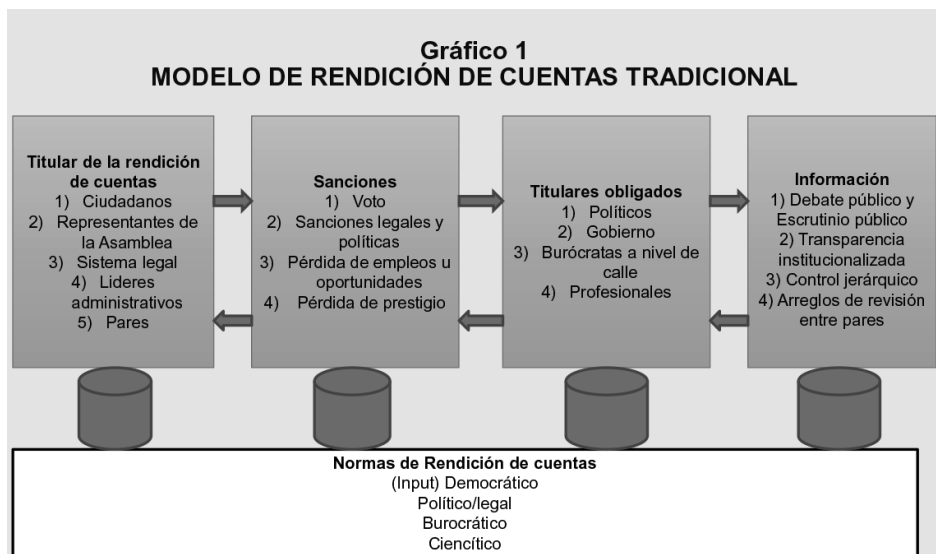 Gráfico 1
MODELO DE RENDICIÓN DE CUENTAS TRADICIONAL
Titular de la rendición
de cuentas
1) Ciudadanos
2) Representantes de
la Asamblea
3) Sistema legal
4) Lideres
administrativos
5) Pares
Sanciones
1) Voto
2) Sanciones legales y
políticas
3) Pérdida de empleos u
oportunidades
4) Pérdida de prestigio
Titulares obligados
1) Políticos
2) Gobierno
3) Burócratas a nivel de
calle
4) Profesionales
Información
1) Debate público y
Escrutinio público
2) Transparencia
institucionalizada
3) Control jerárquico
4) Arreglos de revisión
entre pares
Normas de Rendición de cuentas
(Input) Democrático
Político/legal
Burocrático
Ciencítico